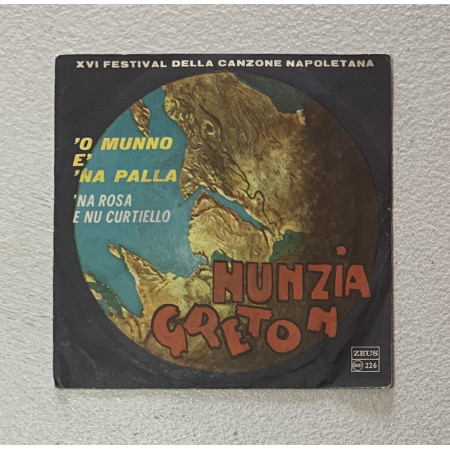 XVI FESTIVAL DELLA CANZONE NAPOLETANA
'O MUNNO
E'
'NA PALLA
'NA ROSA
E NU CURTIELLO
NUNZIA
GRETON
ZEUS
226